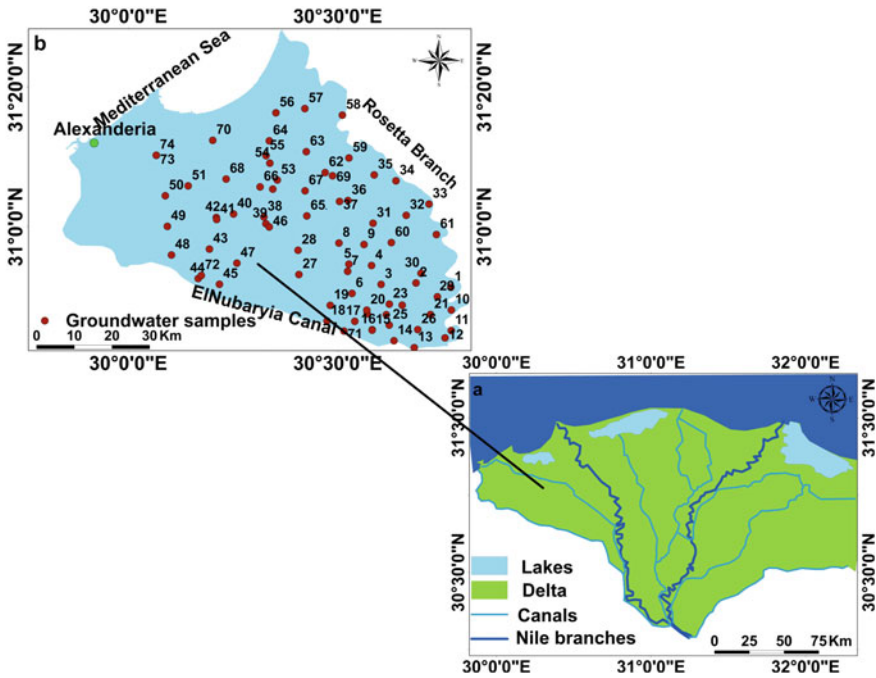 30°0'0"E 30°30'0"E
b
N
W E
S
31°20'0"N
31°20'0"N
Mediterranean Sea
Alexanderia
Rosetta Branch
56 57 58
70 64 55 63 59
74
73
54 53 62 69 35 34
50 51 68 66 67 36 33
42 41 40 39 38 65 37 31 32
49 46 61
43 28 8 9 60
48 47 27 5 7 4 30 2 1
44 72 45 6 3 29
19 20 23 21 10
18 17 16 15 25 26 11
71 14 13 12
31°0'0"N
31°0'0"N
ElNubaryia Canal
Groundwater samples
0 10 20 30 Km
30°0'0"E 30°30'0"E
30°0'0"E 31°0'0"E 32°0'0"E
a
N
W E
S
31°30'0"N
31°30'0"N
30°30'0"N
30°30'0"N
Lakes
Delta
Canals
Nile branches
0 25 50 75 Km
30°0'0"E 31°0'0"E 32°0'0"E